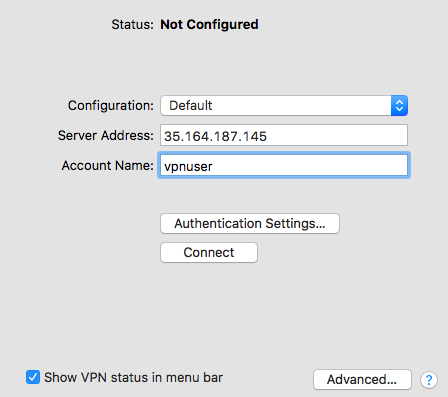 Status: Not Configured
Configuration: Default
Server Address: 35.164.187.145
Account Name: vpnuser
Authentication Settings...
Connect
Show VPN status in menu bar
Advanced...
?